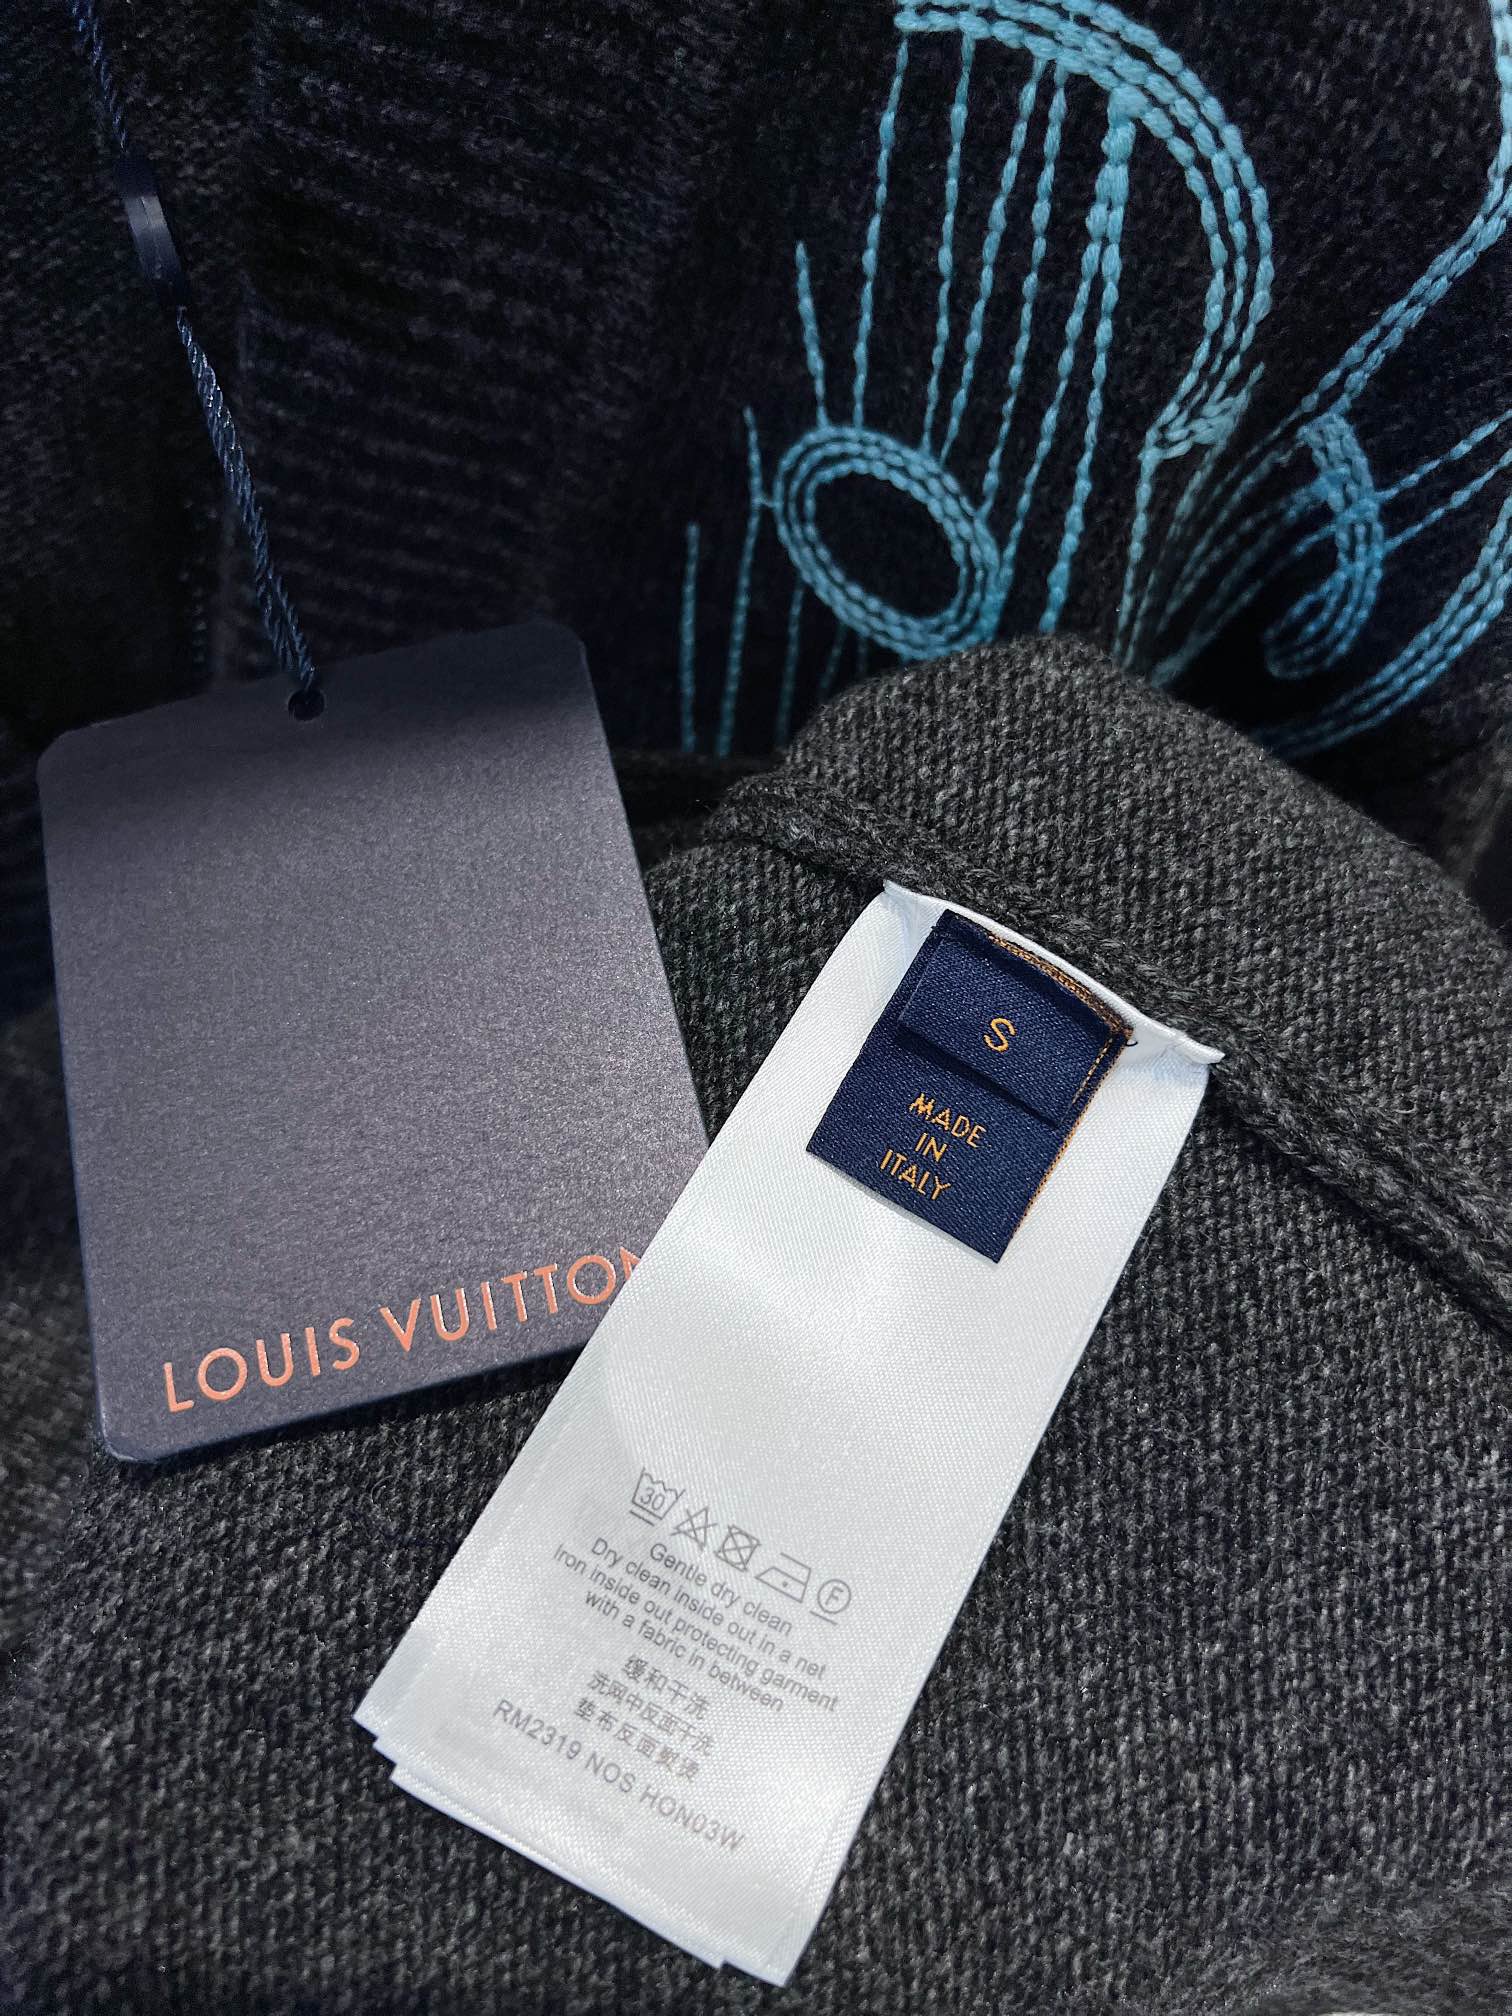 S
MADE
IN
ITALY
LOUIS VUITTON
30
F
Gentle dry clean
Dry clean inside out in a net
Iron inside out protecting garment
with a fabric in between
缓和干洗
洗网中反面干洗
垫布反面熨烫
RM2319 NOS HON03W